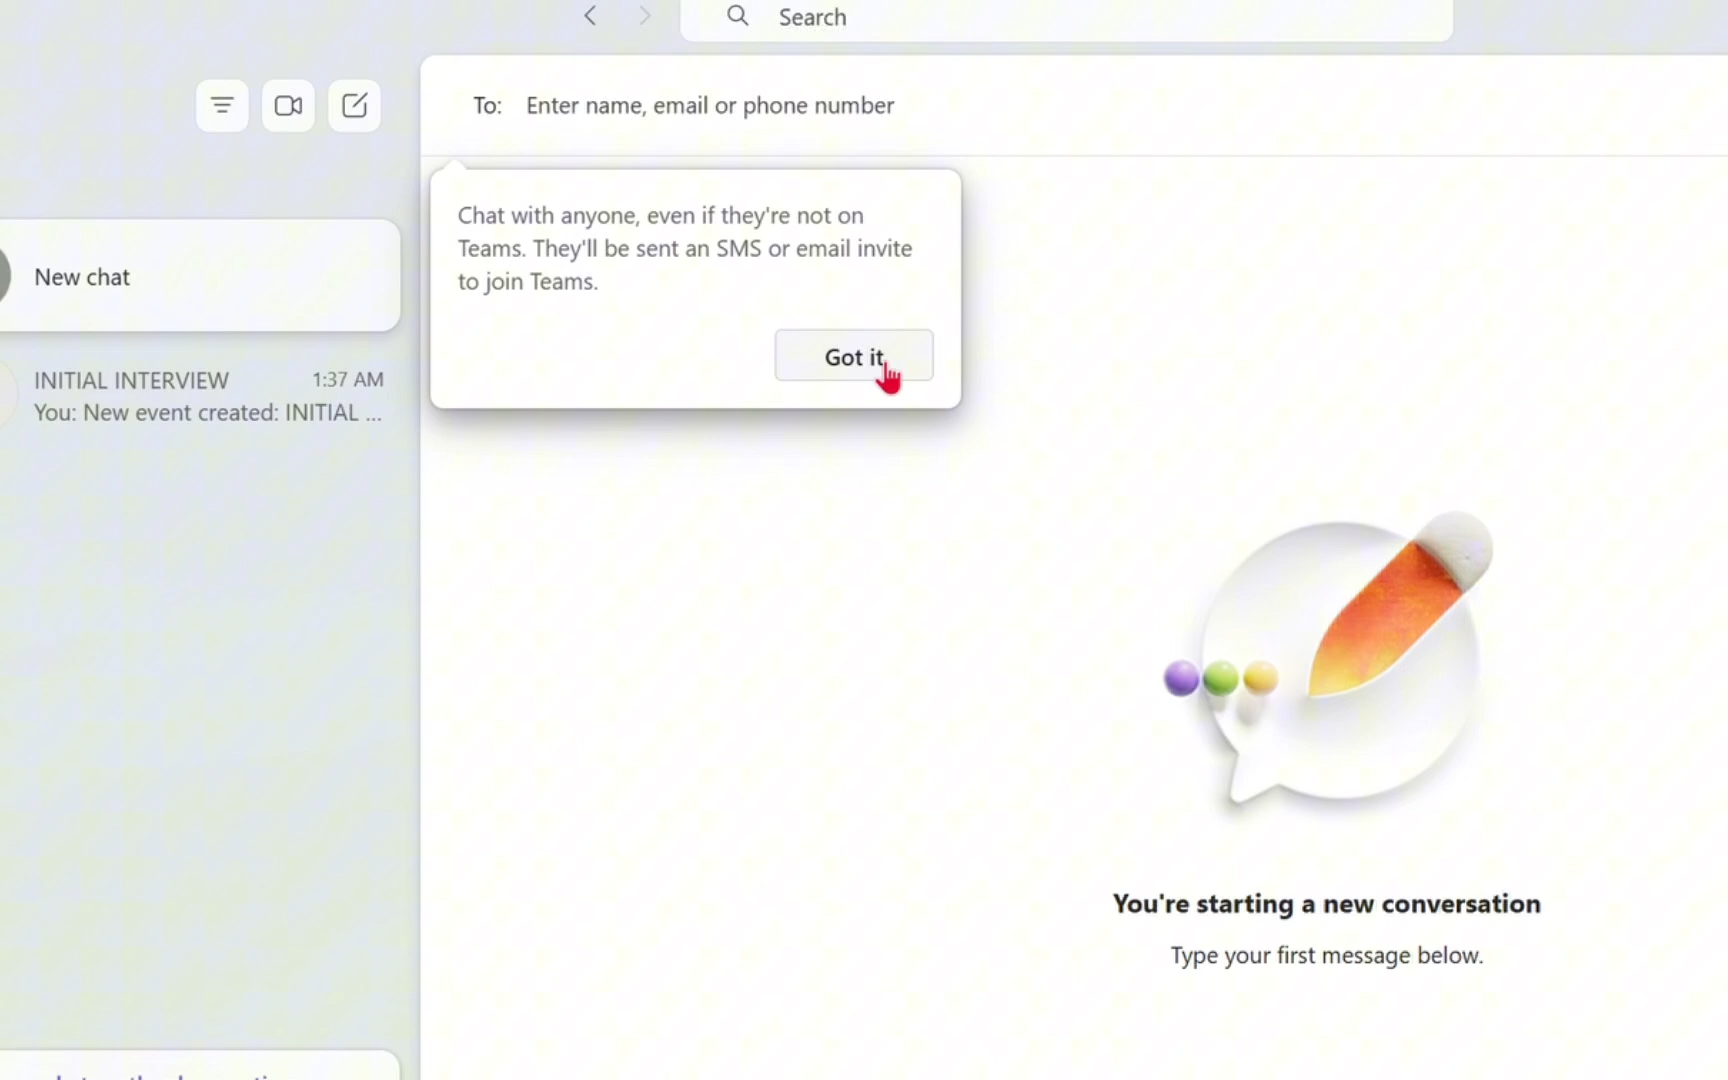 Search
To: Enter name, email or phone number
Chat with anyone, even if they're not on
Teams. They'll be sent an SMS or email invite
to join Teams.
Got it
New chat
INITIAL INTERVIEW 1:37 AM
You: New event created: INITIAL ...
You're starting a new conversation
Type your first message below.